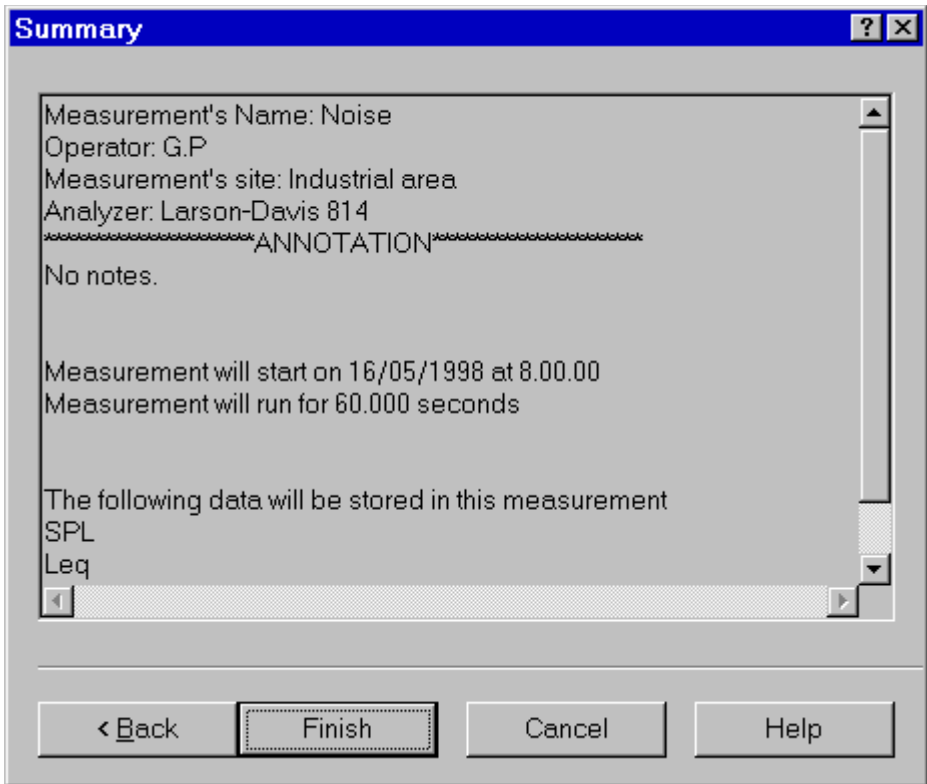 Summary
Measurement's Name: Noise
Operator: G.P
Measurement's site: Industrial area
Analyzer: Larson-Davis 814
**********************ANNOTATION**********************
No notes.
Measurement will start on 16/05/1998 at 8.00.00
Measurement will run for 60.000 seconds
The following data will be stored in this measurement
SPL
Leq
< Back Finish Cancel Help